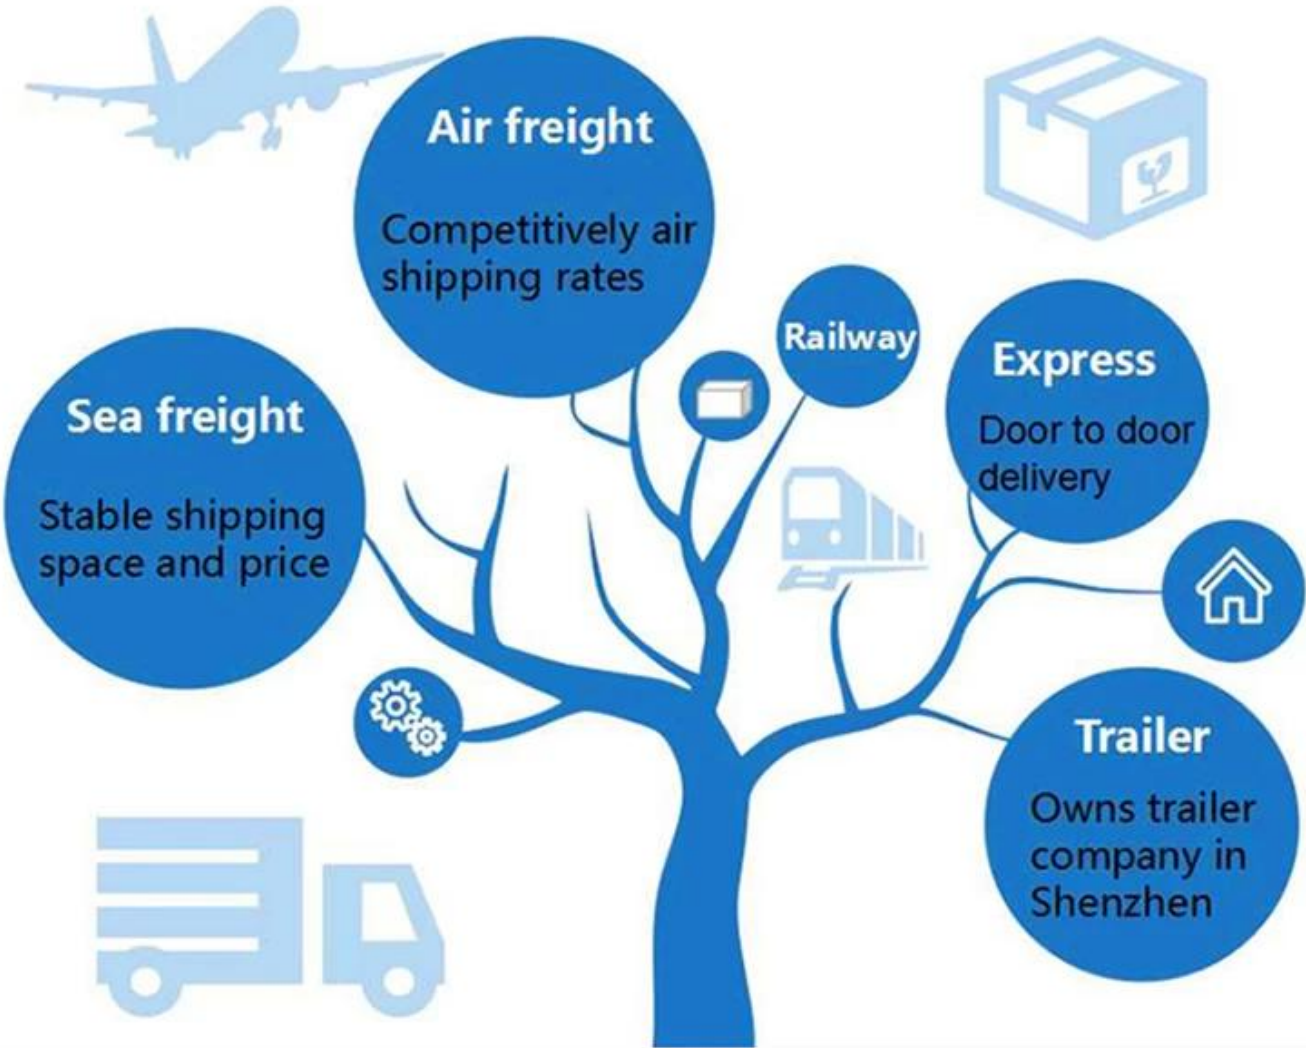 Air freight
Competitively air
shipping rates
Railway
Express
Door to door
delivery
Sea freight
Stable shipping
space and price
Trailer
Owns trailer
company in
Shenzhen